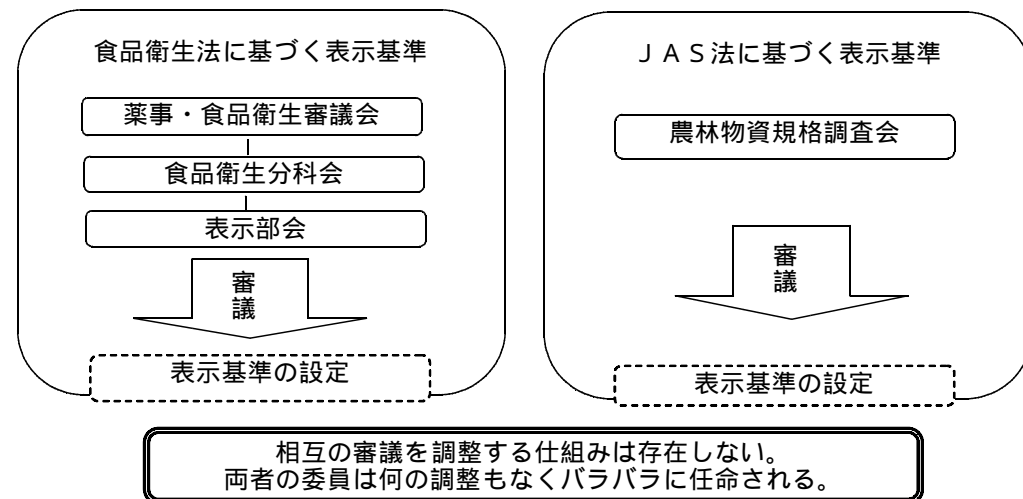 食品衛生法に基づく表示基準
薬事・食品衛生審議会
食品衛生分科会
表示部会
審
議
表示基準の設定
ＪＡＳ法に基づく表示基準
農林物資規格調査会
審
議
表示基準の設定
相互の審議を調整する仕組みは存在しない。
両者の委員は何の調整もなくバラバラに任命される。